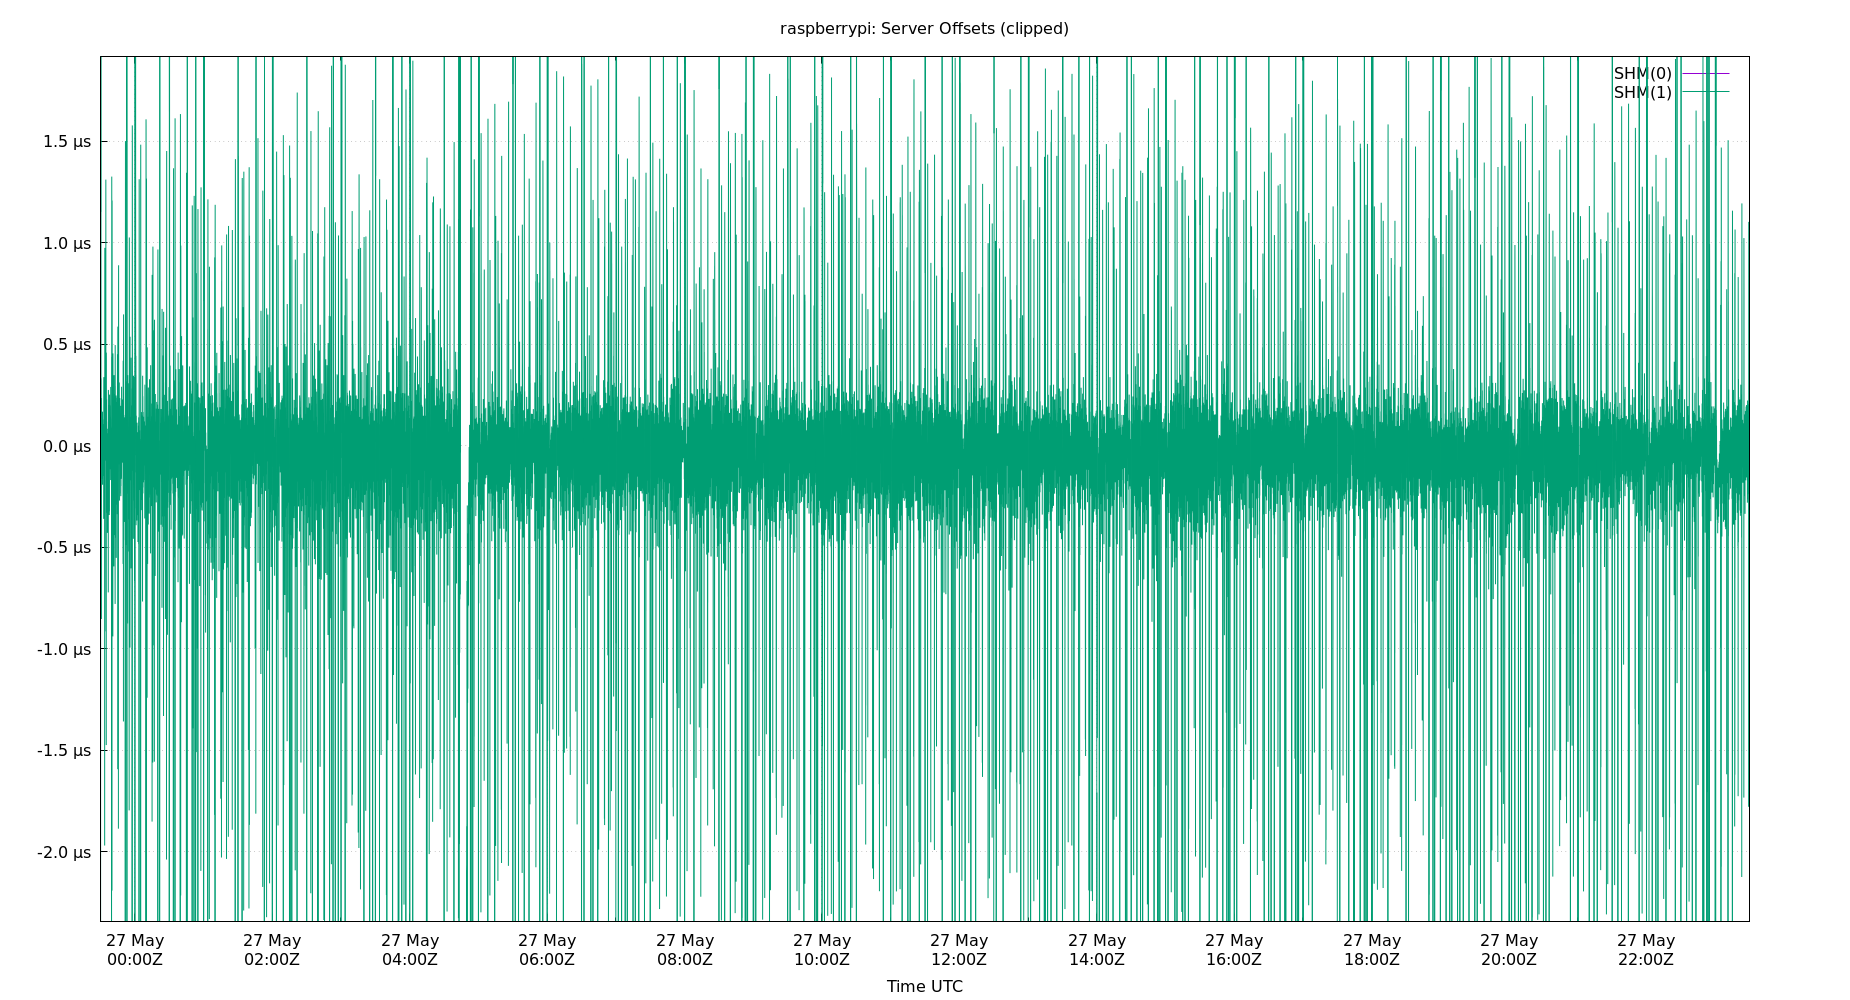 raspberrypi: Server Offsets (clipped)
SHM(0)
SHM(1)
1.5 µs
1.0 µs
0.5 µs
0.0 µs
-0.5 µs
-1.0 µs
-1.5 µs
-2.0 µs
27 May 27 May 27 May 27 May 27 May 27 May 27 May 27 May 27 May 27 May 27 May 27 May
00:00Z 02:00Z 04:00Z 06:00Z 08:00Z 10:00Z 12:00Z 14:00Z 16:00Z 18:00Z 20:00Z 22:00Z
Time UTC